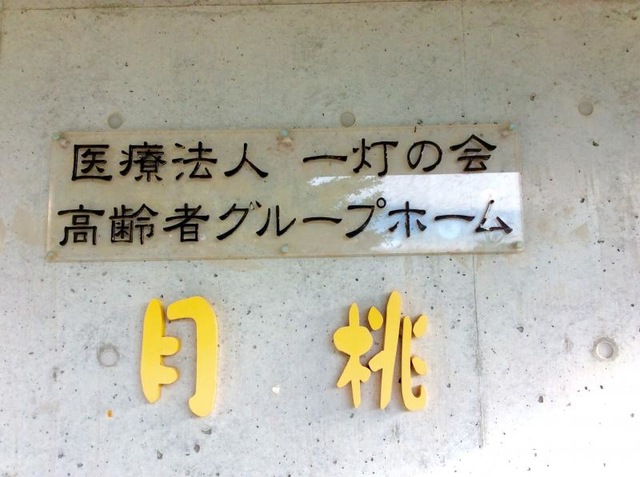 医療法人 一灯の会
高齢者グループホーム
月桃